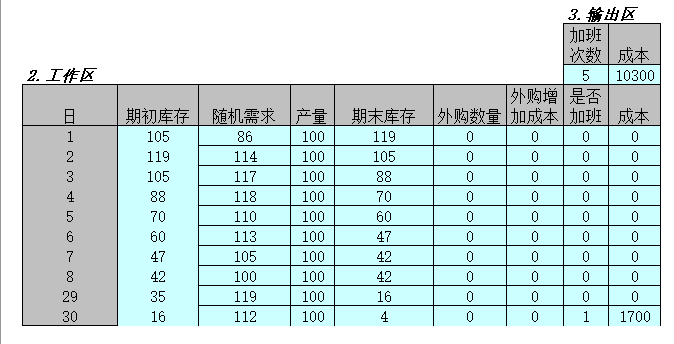 3. 输出区
加班次数 成本
5 10300
2. 工作区
日 期初库存 随机需求 产量 期末库存 外购数量 外购增加成本 是否加班 成本
1 105 86 100 119 0 0 0 0
2 119 114 100 105 0 0 0 0
3 105 117 100 88 0 0 0 0
4 88 118 100 70 0 0 0 0
5 70 110 100 60 0 0 0 0
6 60 113 100 47 0 0 0 0
7 47 105 100 42 0 0 0 0
8 42 100 100 42 0 0 0 0
29 35 119 100 16 0 0 0 0
30 16 112 100 4 0 0 1 1700